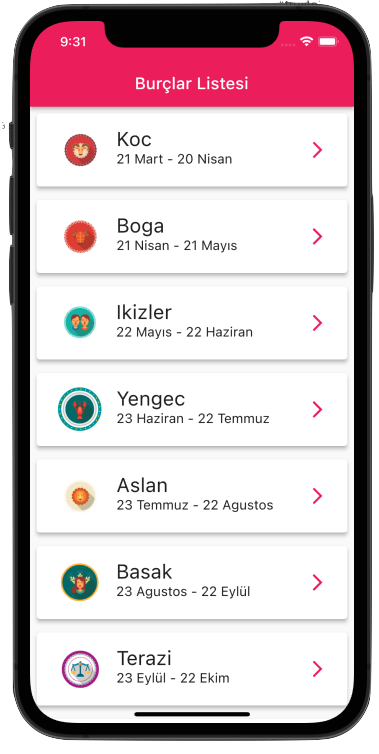 9:31
Burçlar Listesi
Koc
21 Mart - 20 Nisan
Boga
21 Nisan - 21 Mayıs
Ikizler
22 Mayıs - 22 Haziran
Yengec
23 Haziran - 22 Temmuz
Aslan
23 Temmuz - 22 Agustos
Basak
23 Agustos - 22 Eylül
Terazi
23 Eylül - 22 Ekim